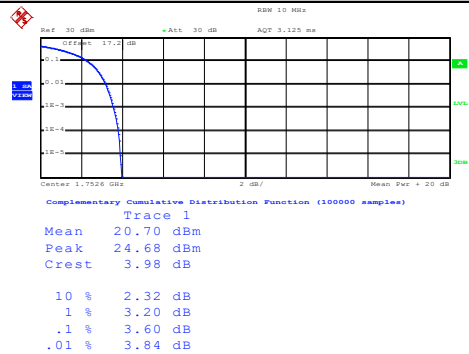 RBW 10 MHz
Ref 30 dBm
Att 30 dB
AQT 3.125 ms
Offset 17.2 dB
0.1
A
1 SA
VIEW
0.01
LVL
1E-3
1E-4
1E-5
3DB
Center 1.7526 GHz
2 dB/
Mean Pwr + 20 dB
Complementary Cumulative Distribution Function (100000 samples)
Trace 1
Mean 20.70 dBm
Peak 24.68 dBm
Crest 3.98 dB
10 % 2.32 dB
1 % 3.20 dB
.1 % 3.60 dB
.01 % 3.84 dB